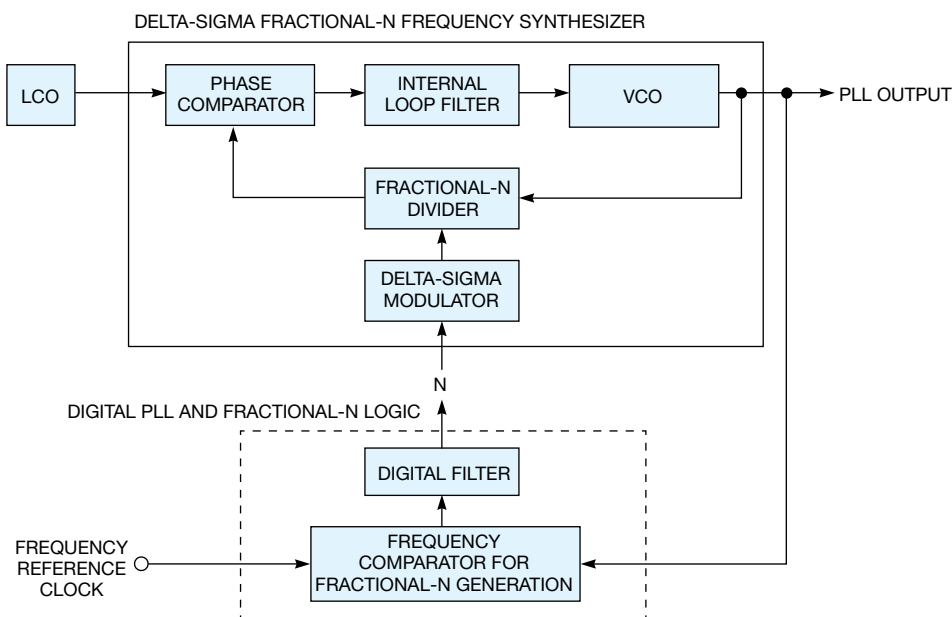 DELTA-SIGMA FRACTIONAL-N FREQUENCY SYNTHESIZER
LCO
PHASE
COMPARATOR
INTERNAL
LOOP FILTER
VCO
PLL OUTPUT
FRACTIONAL-N
DIVIDER
DELTA-SIGMA
MODULATOR
N
DIGITAL PLL AND FRACTIONAL-N LOGIC
DIGITAL FILTER
FREQUENCY
REFERENCE
CLOCK
FREQUENCY
COMPARATOR FOR
FRACTIONAL-N GENERATION